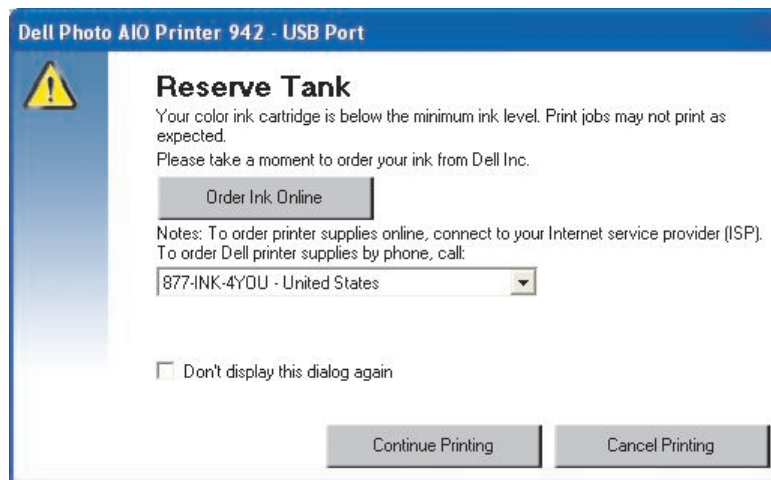 Dell Photo AIO Printer 942 - USB Port
Reserve Tank
Your color ink cartridge is below the minimum ink level. Print jobs may not print as
expected.
Please take a moment to order your ink from Dell Inc.
Order Ink Online
Notes: To order printer supplies online, connect to your Internet service provider (ISP).
To order Dell printer supplies by phone, call:
877-INK-4YOU - United States
Don't display this dialog again
Continue Printing
Cancel Printing